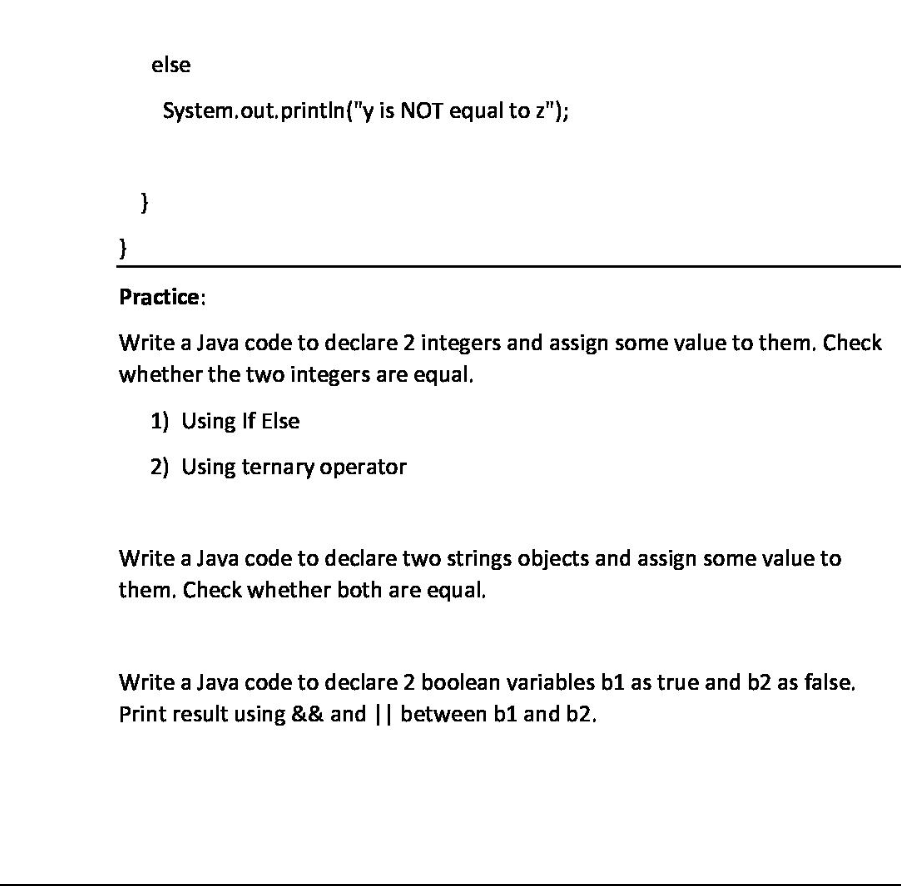 else
System.out.println("y is NOT equal to z");
}
}
Practice:
Write a Java code to declare 2 integers and assign some value to them. Check
whether the two integers are equal.
1) Using If Else
2) Using ternary operator
Write a Java code to declare two strings objects and assign some value to
them. Check whether both are equal.
Write a Java code to declare 2 boolean variables b1 as true and b2 as false.
Print result using && and || between b1 and b2.